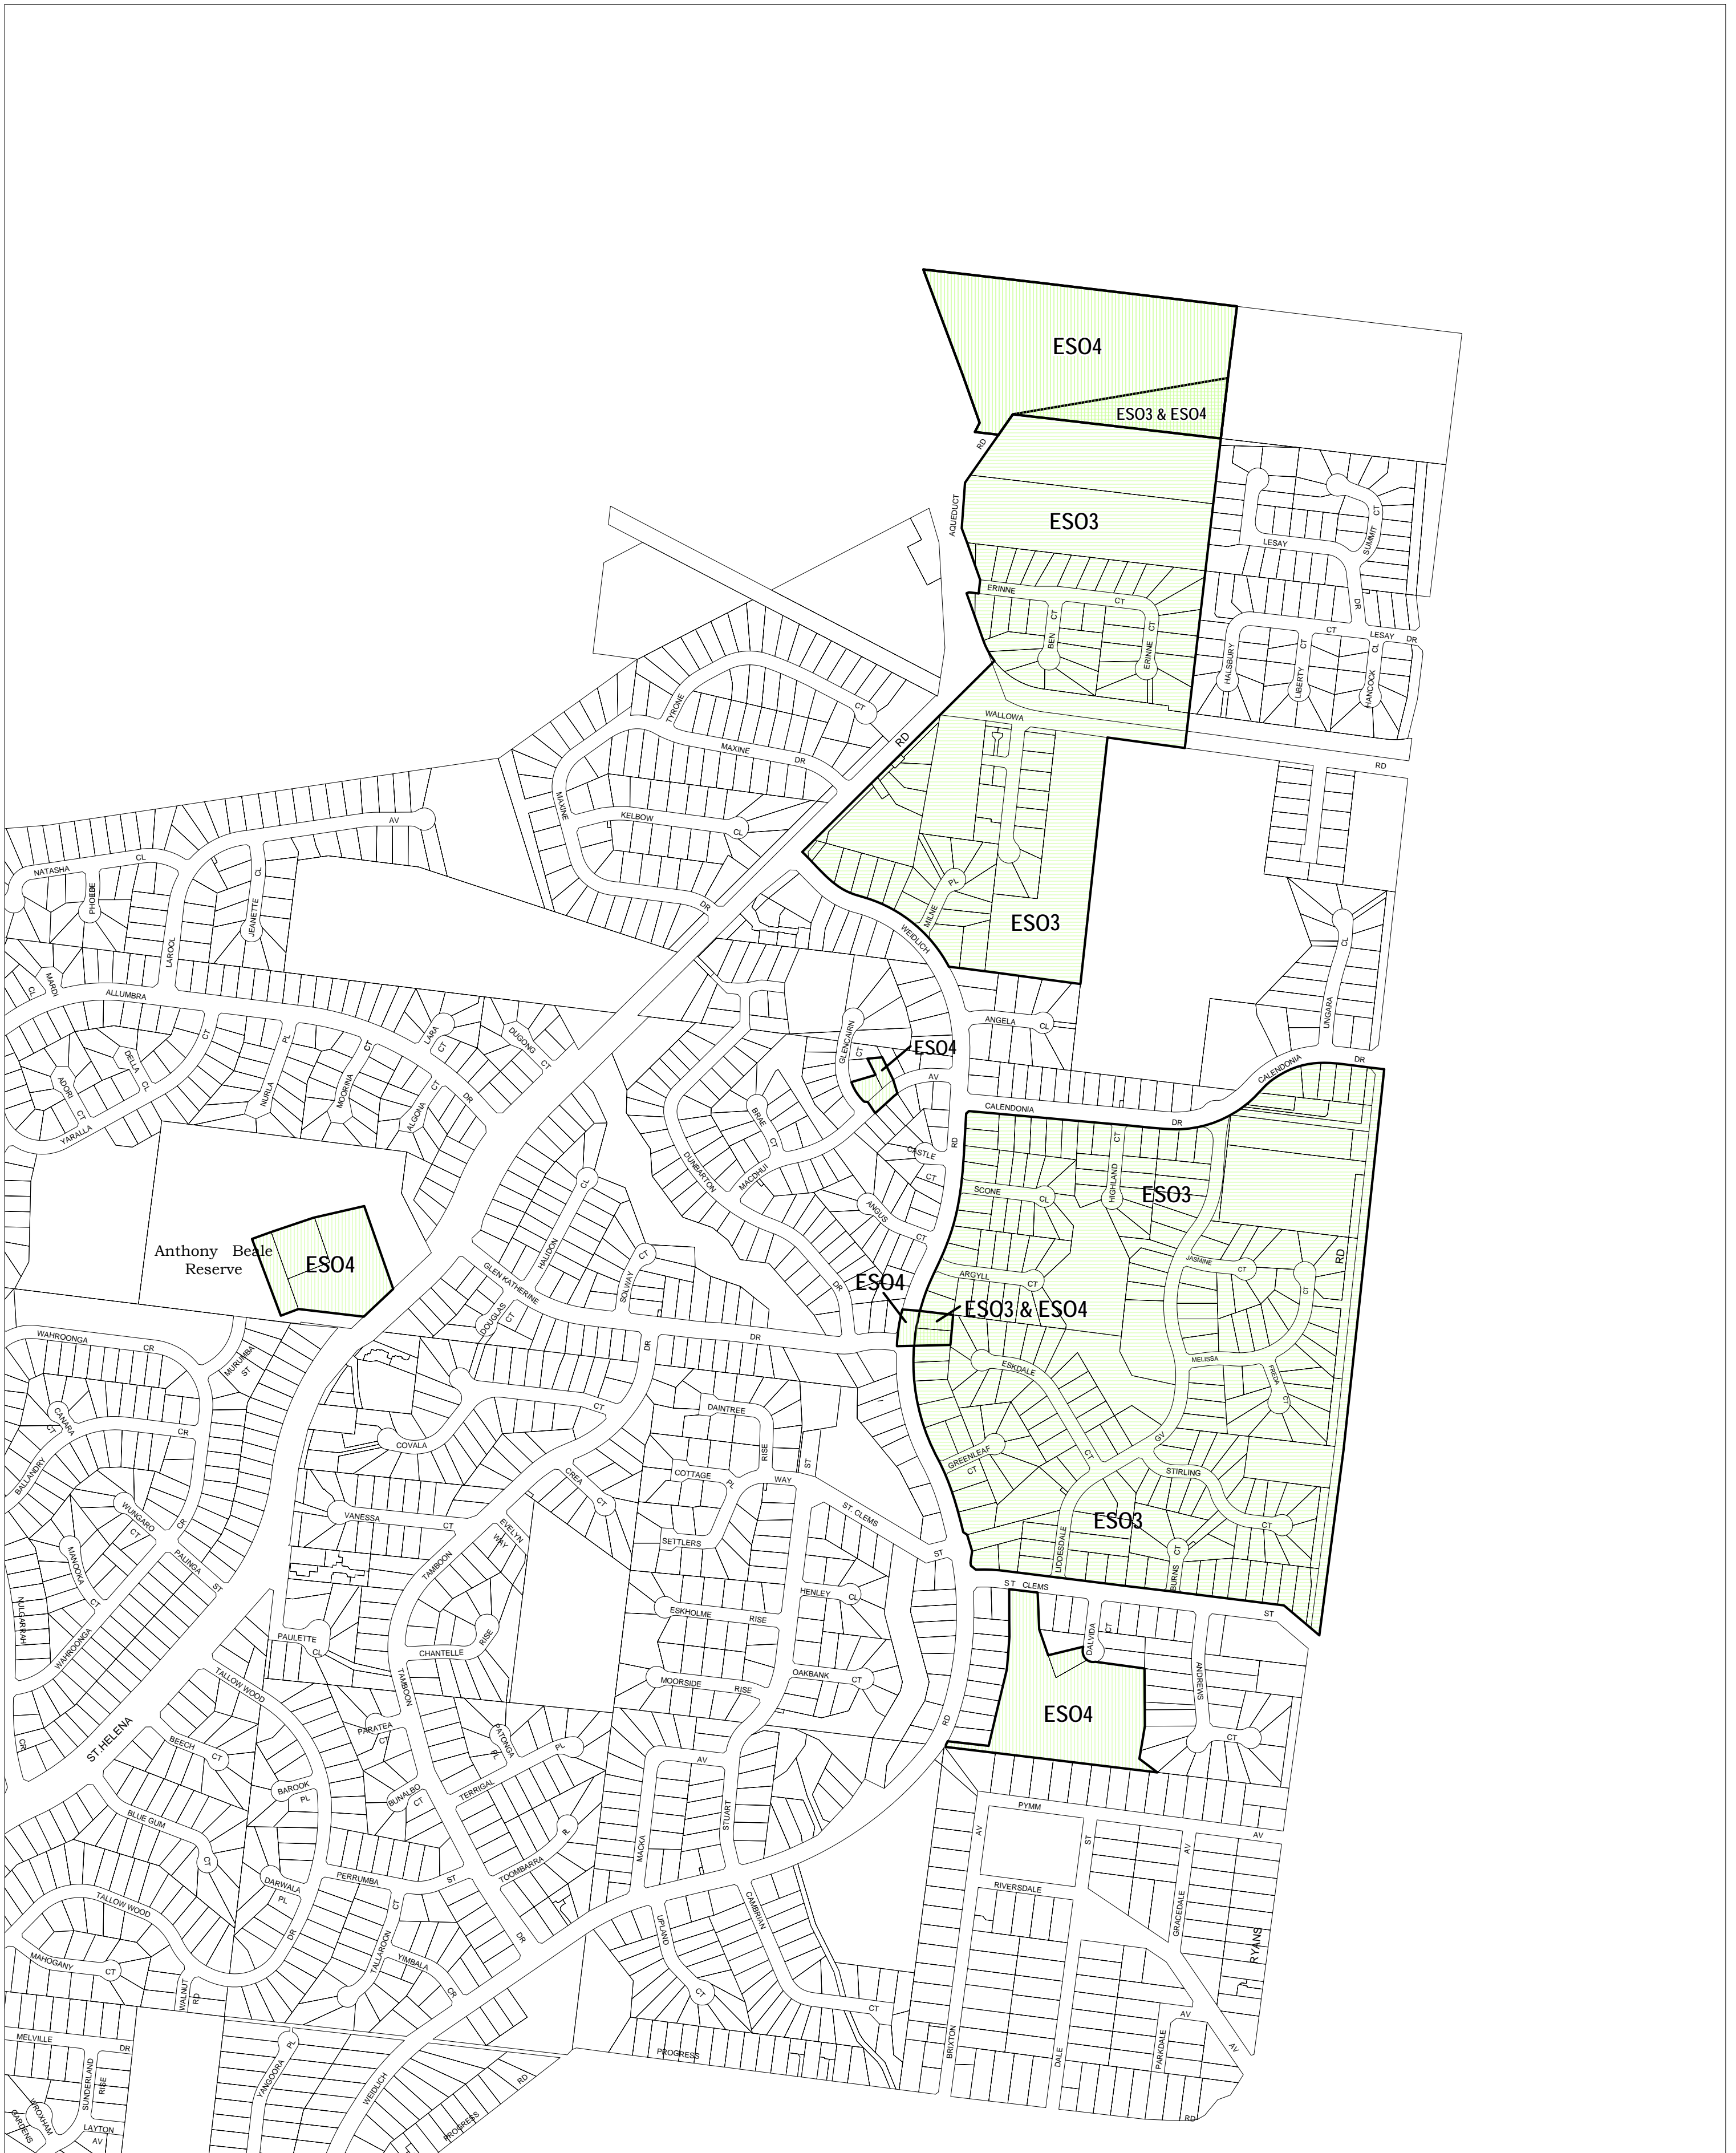 ESO4
ESO3 & ESO4
RD
AQUEDUCT
ESO3
LESAY
SUMMIT
CT
DR
ERINNE
CT
CT
BEN
CT
ERINNE
CT
LESAY
DR
HALSBURY
CT
LIBERTY
CL
HANCOCK
TYRONE
CT
WALLOWA
RD
RD
MAXINE
DR
MAXINE
KELBOW
CL
AV
DR
NATASHA
CL
PHOEBE
CL
JEANETTE
LAROOL
PL
MILNE
ESO3
WEIDLICH
CL
UNGARA
MARDI
CL
ALLUMBRA
CT
PL
CT
LARA
CT
DUGONG
CT
ANGELA
CL
GLENCAIRN
CT
ESO4
AV
CALENDONIA
DR
CALENDONIA
DR
DELLA
CL
ADORI
CT
YARALLA
NURLA
MOORINA
CT
ALGONA
DR
BRAE
CT
RD
CASTLE
CT
DUNBARTON
MACDHUI
ANGUS
CT
CT
HIGHLAND
SCONE
CL
ESO3
Anthony Beale
Reserve
ESO4
CL
HALIDON
CT
SOLWAY
GLEN KATHERINE
DOUGLAS
CT
DR
ESO4
ARGYLL
CT
JASMINE
CT
CT
RD
ESO3 & ESO4
WAHROONGA
CR
MURUMBA
ST
DR
DR
ESKDALE
CT
MELISSA
FREDA
CT
CANARA
CT
CR
BALLANDRY
COVALA
CT
DAINTREE
RISE
ST
GREENLEAF
CT
GV
STIRLING
CT
WUNGARO
CT
CR
CREA
CT
COTTAGE
PL
WAY
ST. CLEMS
ST
VANESSA
CT
EVELYN
WAY
SETTLERS
ESO3
LIDDESDALE
CT
BURNS
MANOOKA
CT
PALINGA
ST
TAMBOON
NULGARRAH
WAHROONGA
HENLEY
CL
ST CLEMS
ST
ESKHOLME
RISE
DALVIDA
CT
PAULETTE
CL
CHANTELLE
RISE
TALLOW WOOD
TAMBOON
MOORSIDE
RISE
OAKBANK
CT
ANDREWS
ESO4
CR
ST.HELENA
BEECH
CT
PARATEA
CT
PATONGA
PL
PL
RD
CT
BAROOK
PL
BUNALBO
CT
TERRIGAL
AV
BLUE GUM
CT
MACKA
STUART
PYMM
AV
AV
ST
AV
DARWALA
PL
PERRUMBA
ST
TOOMBARRA
PL
TALLOW WOOD
DR
CT
TALLAROON
YIMBALA
CR
DR
UPLAND
CT
CAMBRIAN
CT
RIVERSDALE
GRACEDALE
RYANS
MAHOGANY
CT
WALNUT
RD
MELVILLE
DR
SUNDERLAND
RISE
WROXHAM
GARDENS
LAYTON
AV
YANGOORA
PL
WEIDLICH
PROGRESS
RD
PROGRESS
BRIXTON
DALE
PARKDALE
AV
AV
RD